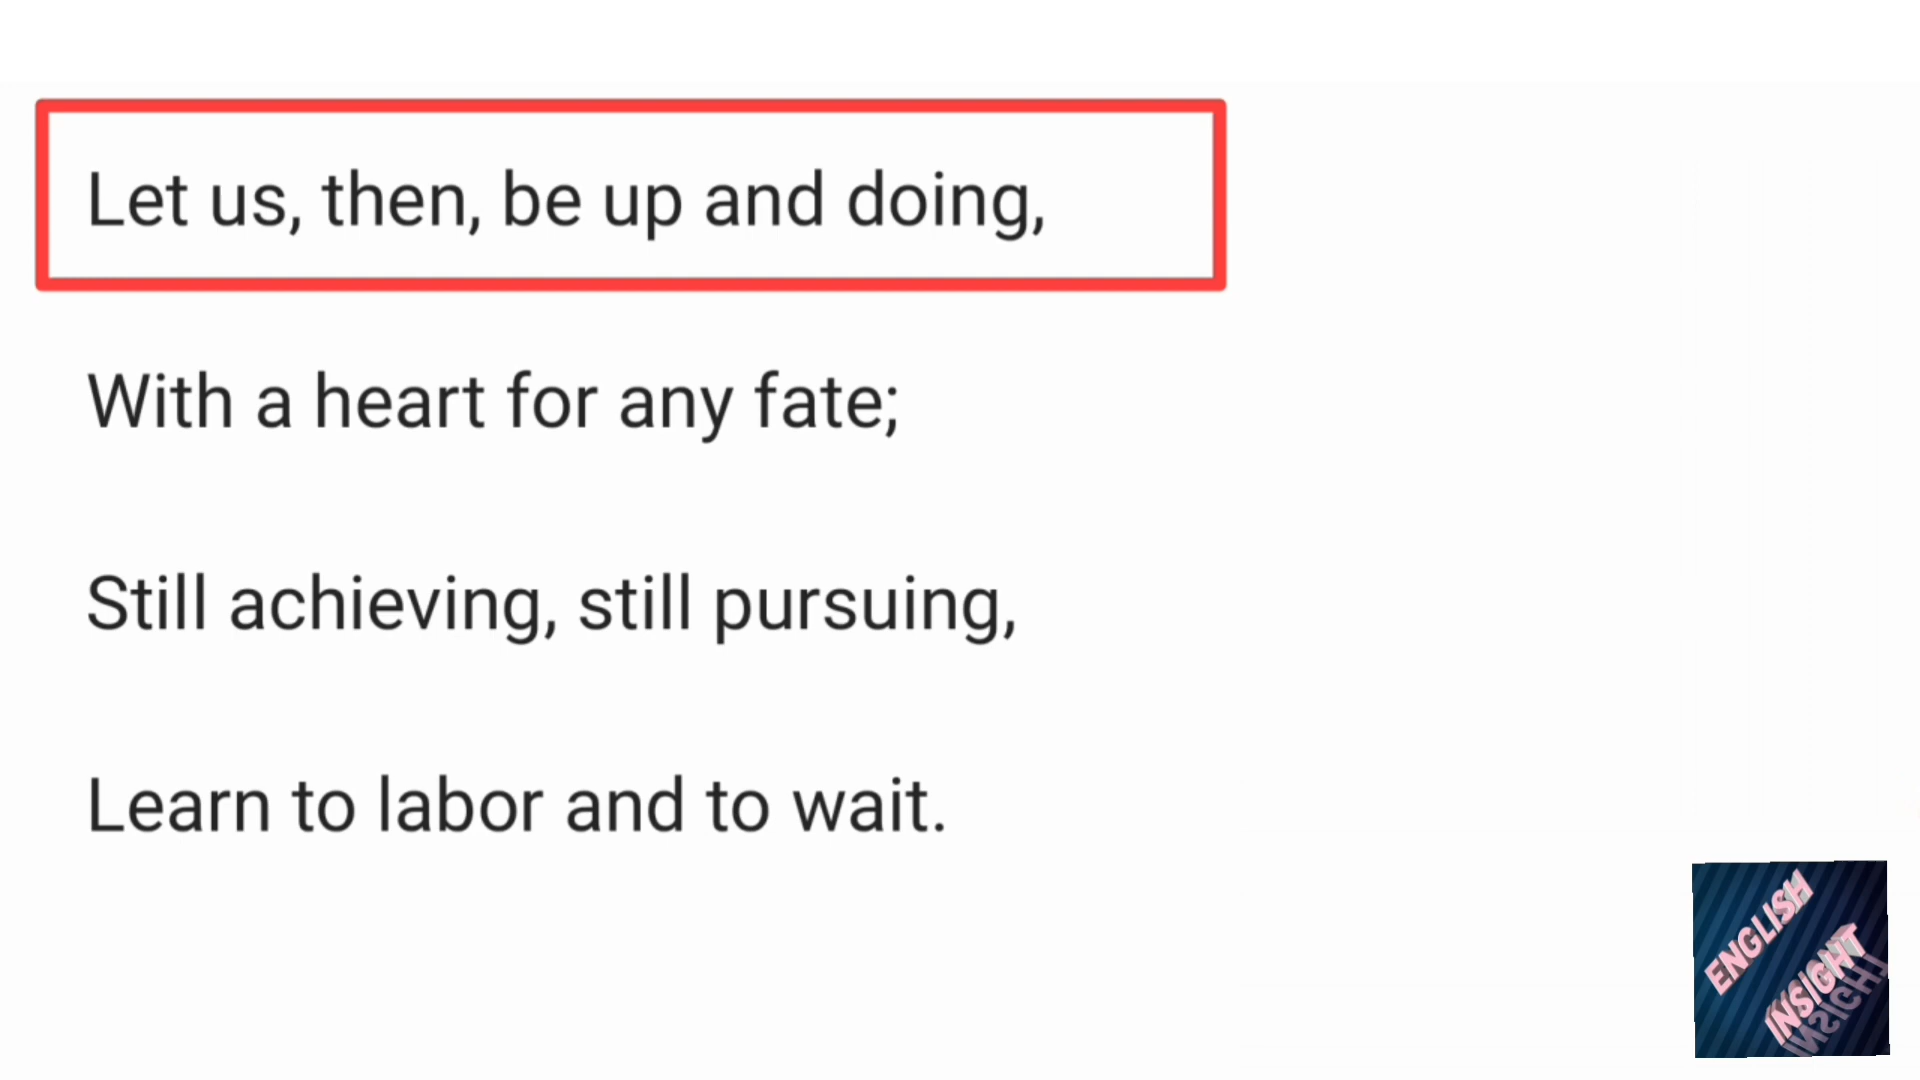 Let us, then, be up and doing,
With a heart for any fate;
Still achieving, still pursuing,
Learn to labor and to wait.
ENGLISH
INSIGHT